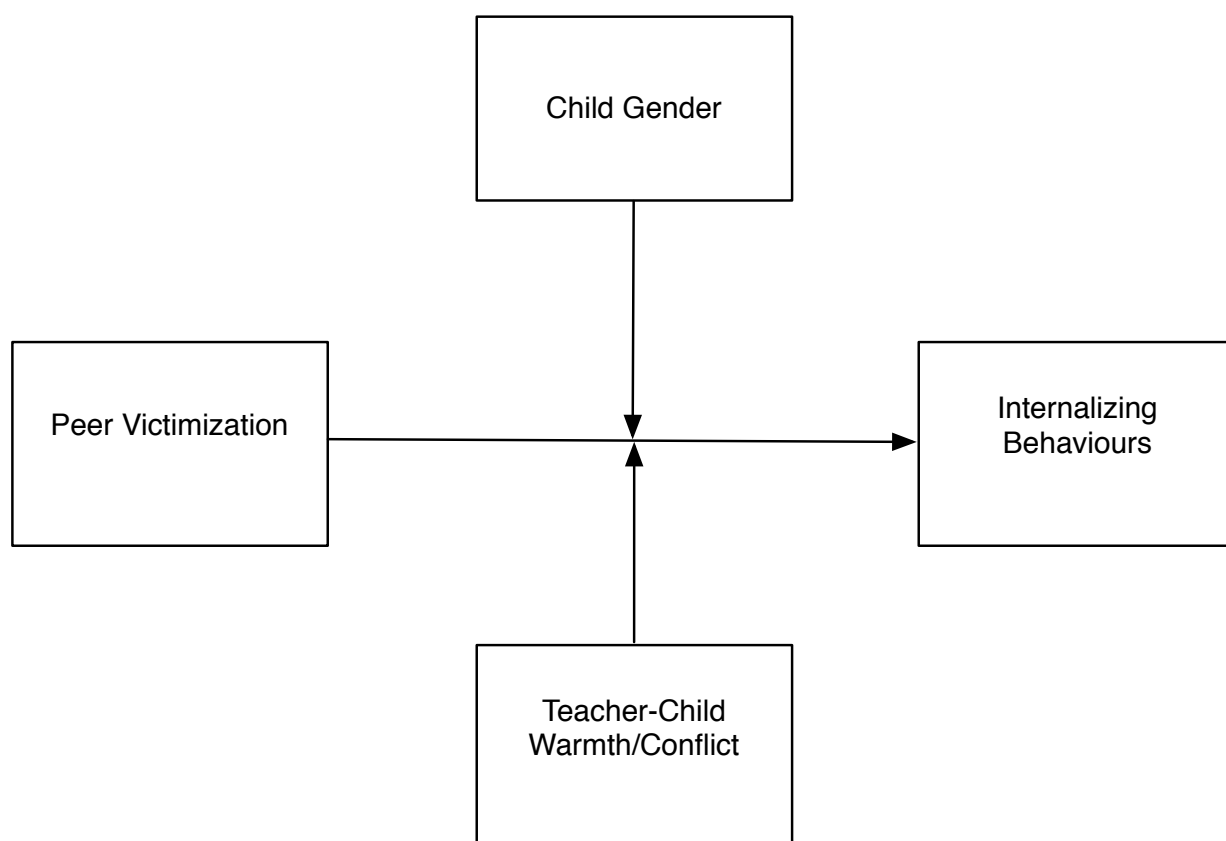 Child Gender
Peer Victimization
Internalizing
Behaviours
Teacher-Child
Warmth/Conflict